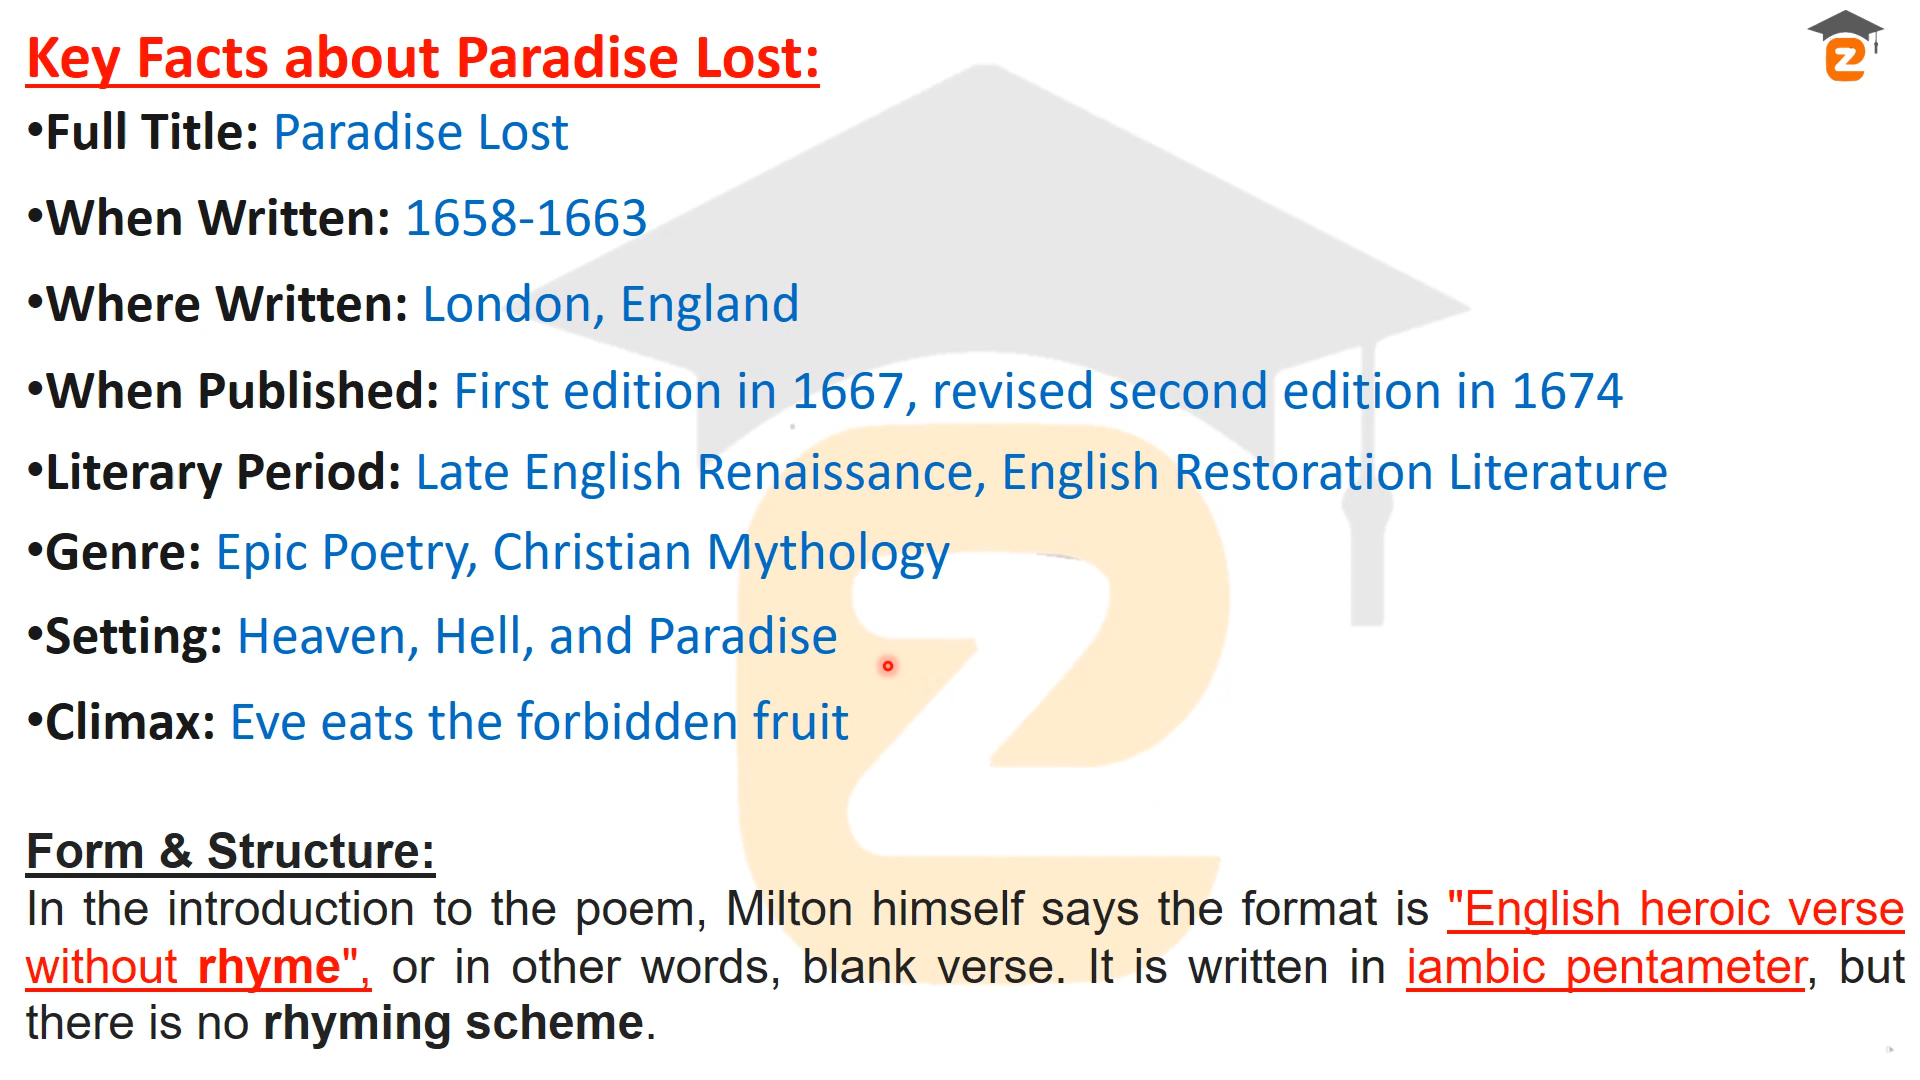 Key Facts about Paradise Lost:
•Full Title: Paradise Lost
•When Written: 1658-1663
•Where Written: London, England
•When Published: First edition in 1667, revised second edition in 1674
•Literary Period: Late English Renaissance, English Restoration Literature
•Genre: Epic Poetry, Christian Mythology
•Setting: Heaven, Hell, and Paradise
•Climax: Eve eats the forbidden fruit
Form & Structure:
In the introduction to the poem, Milton himself says the format is "English heroic verse
without rhyme", or in other words, blank verse. It is written in iambic pentameter, but
there is no rhyming scheme.